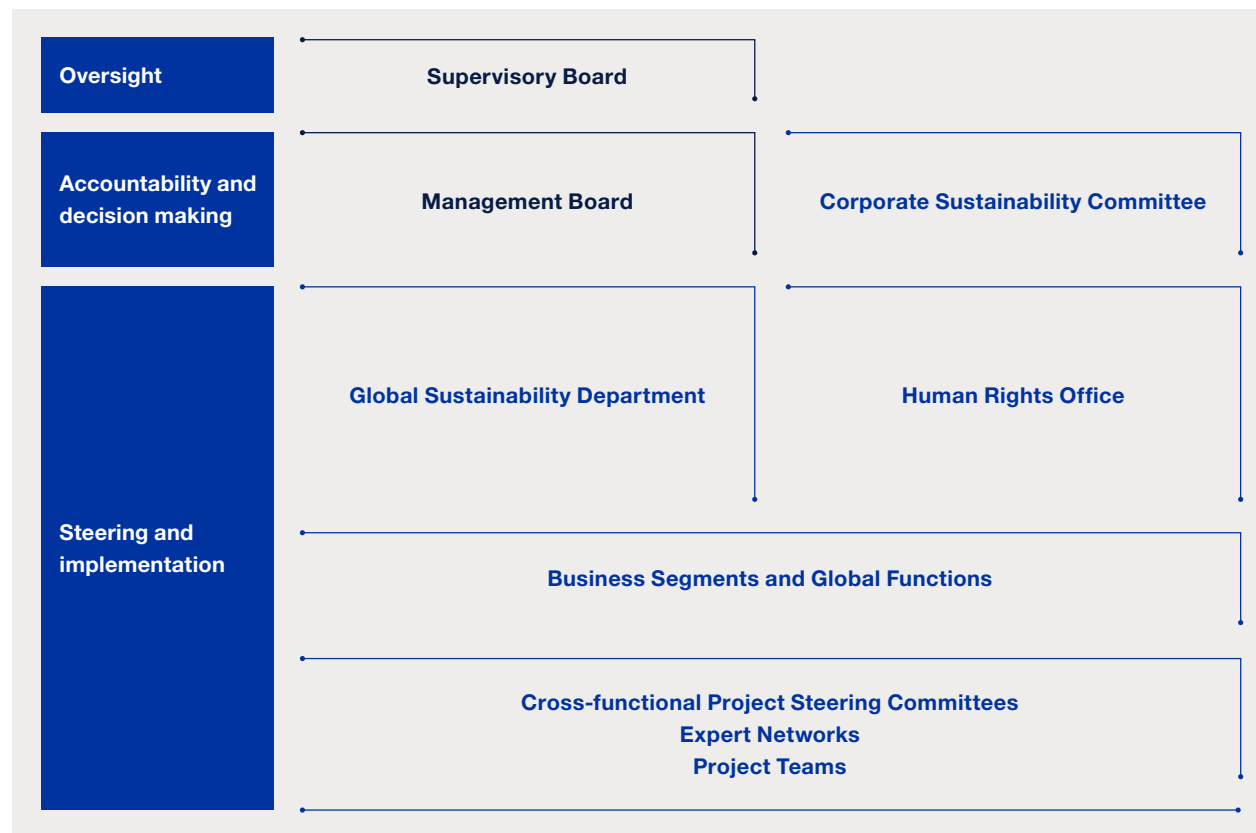 Oversight
Supervisory Board
Accountability and
decision making
Management Board
Corporate Sustainability Committee
Steering and
implementation
Global Sustainability Department
Human Rights Office
Business Segments and Global Functions
Cross-functional Project Steering Committees
Expert Networks
Project Teams